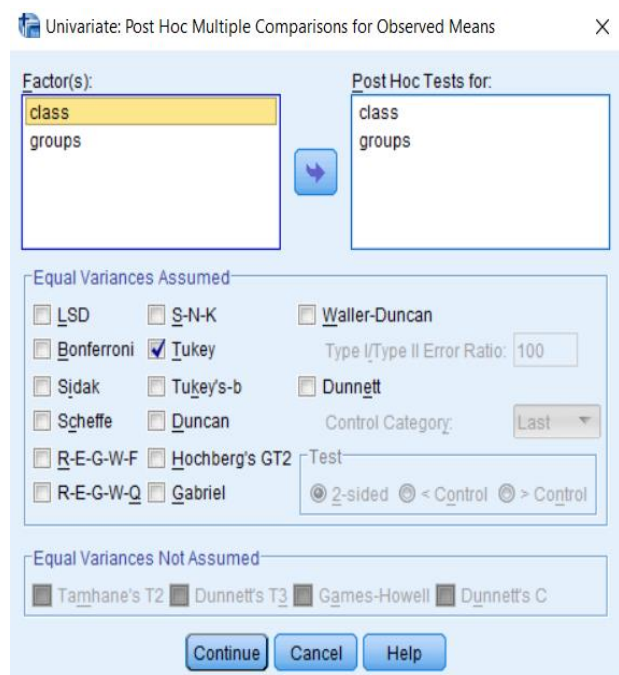 Univariate: Post Hoc Multiple Comparisons for Observed Means
Factor(s):
class
groups
Post Hoc Tests for:
class
groups
Equal Variances Assumed
LSD S-N-K Waller-Duncan
Bonferroni Tukey Type I/Type II Error Ratio: 100
Sidak Tukey's-b Dunnett
Scheffe Duncan Control Category: Last
R-E-G-W-F Hochberg's GT2 Test
R-E-G-W-Q Gabriel 2-sided < Control > Control
Equal Variances Not Assumed
Tamhane's T2 Dunnett's T3 Games-Howell Dunnett's C
Continue Cancel Help